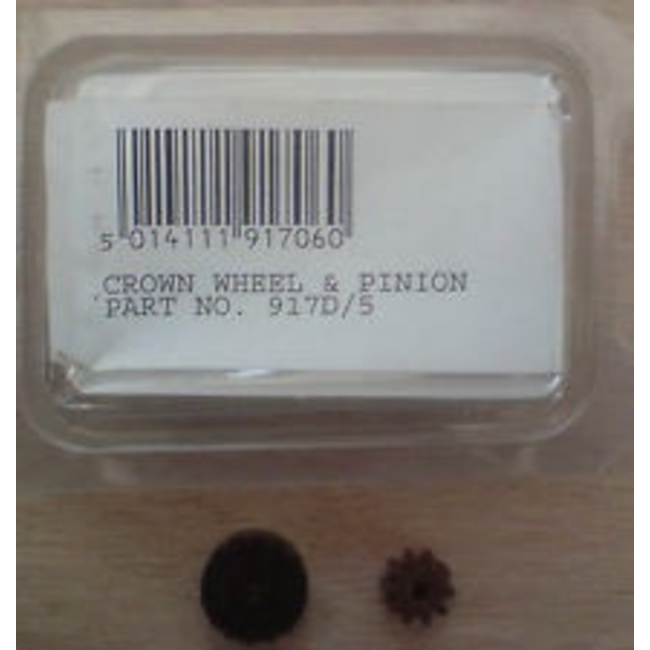 5 014111 917060
CROWN WHEEL & PINION
PART NO. 917D/5